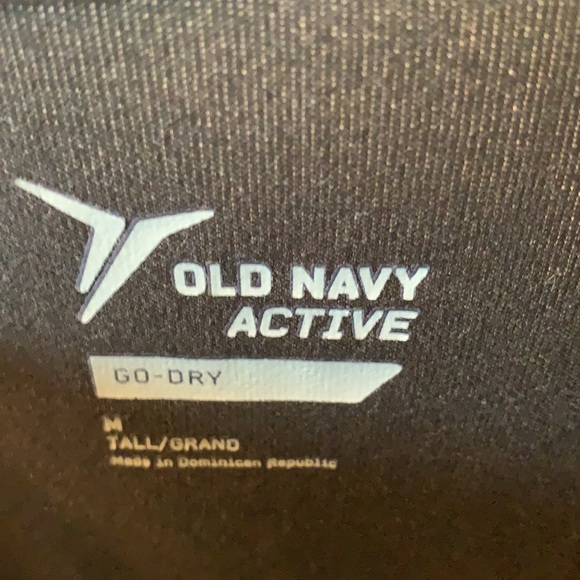 OLD NAVY
ACTIVE
GO-DRY
M
TALL/GRAND
Made in Dominican Republic